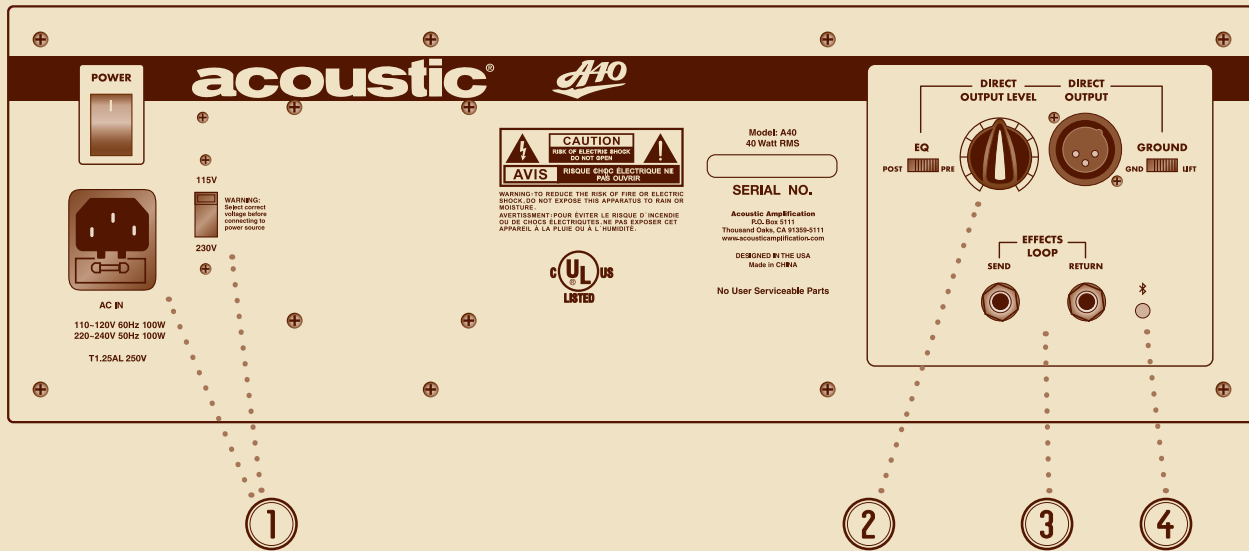 POWER
acoustic®
A40
115V
WARNING:
Select correct
voltage before
connecting to
power source
230V
AC IN
110~120V 60Hz 100W
220~240V 50Hz 100W
T1.25AL 250V
CAUTION
RISK OF ELECTRIC SHOCK
DO NOT OPEN
AVIS
RISQUE CHOC ÉLECTRIQUE NE
PAS OUVRIR
WARNING: TO REDUCE THE RISK OF FIRE OR ELECTRIC
SHOCK. DO NOT EXPOSE THIS APPARATUS TO RAIN OR
MOISTURE.
AVERTISSMENT: POUR ÉVITER LE RISQUE D'INCENDIE
OU DE CHOCS ÉLECTRIQUTES. NE PAS EXPOSER CET
APPAREIL À LA PLUIE OU À L'HUMIDITÉ.
C UL® US
LISTED
Model: A40
40 Watt RMS
SERIAL NO.
Acoustic Amplification
P.O. Box 5111
Thousand Oaks, CA 91359-5111
www.acousticamplification.com
DESIGNED IN THE USA
Made in CHINA
No User Serviceable Parts
DIRECT
OUTPUT LEVEL
DIRECT
OUTPUT
EQ
POST
PRE
GROUND
GND
LIFT
EFFECTS
LOOP
SEND
RETURN
1
2
3
4